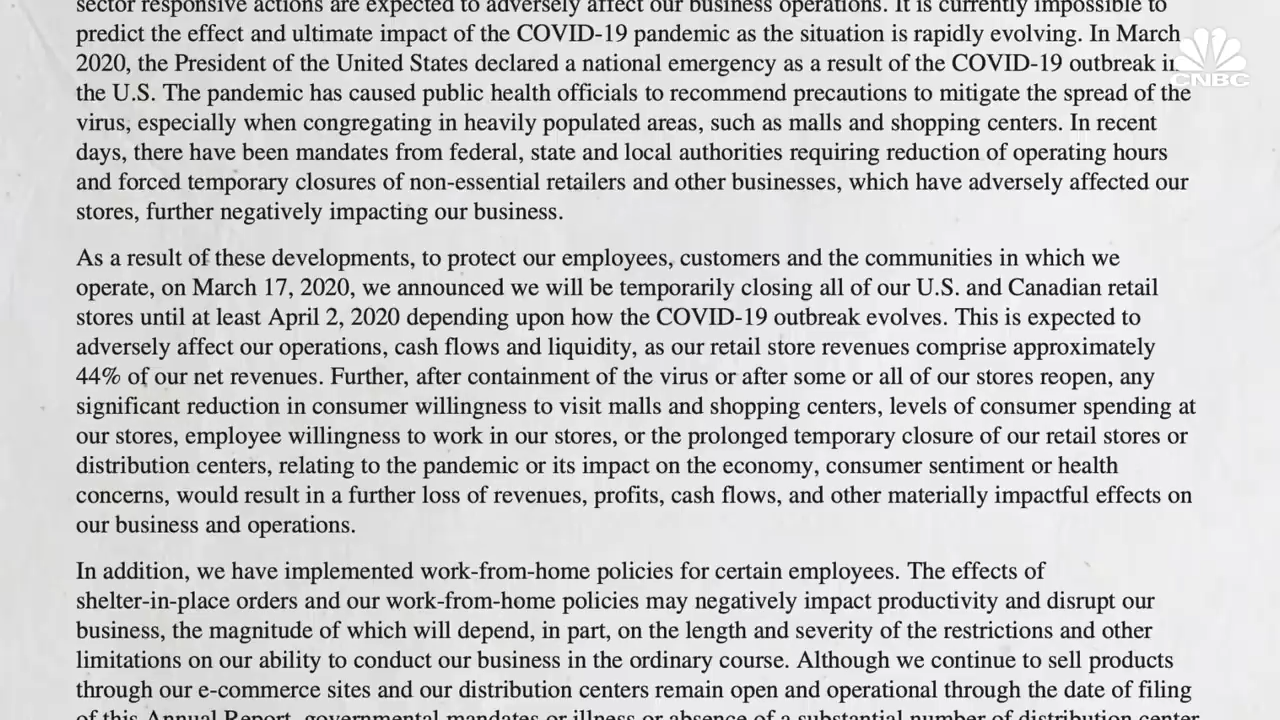 sector responsive actions are expected to adversely affect our business operations. It is currently impossible to
predict the effect and ultimate impact of the COVID-19 pandemic as the situation is rapidly evolving. In March
2020, the President of the United States declared a national emergency as a result of the COVID-19 outbreak in
CNBC
the U.S. The pandemic has caused public health officials to recommend precautions to mitigate the spread of the
virus, especially when congregating in heavily populated areas, such as malls and shopping centers. In recent
days, there have been mandates from federal, state and local authorities requiring reduction of operating hours
and forced temporary closures of non-essential retailers and other businesses, which have adversely affected our
stores, further negatively impacting our business.
As a result of these developments, to protect our employees, customers and the communities in which we
operate, on March 17, 2020, we announced we will be temporarily closing all of our U.S. and Canadian retail
stores until at least April 2, 2020 depending upon how the COVID-19 outbreak evolves. This is expected to
adversely affect our operations, cash flows and liquidity, as our retail store revenues comprise approximately
44% of our net revenues. Further, after containment of the virus or after some or all of our stores reopen, any
significant reduction in consumer willingness to visit malls and shopping centers, levels of consumer spending at
our stores, employee willingness to work in our stores, or the prolonged temporary closure of our retail stores or
distribution centers, relating to the pandemic or its impact on the economy, consumer sentiment or health
concerns, would result in a further loss of revenues, profits, cash flows, and other materially impactful effects on
our business and operations.
In addition, we have implemented work-from-home policies for certain employees. The effects of
shelter-in-place orders and our work-from-home policies may negatively impact productivity and disrupt our
business, the magnitude of which will depend, in part, on the length and severity of the restrictions and other
limitations on our ability to conduct our business in the ordinary course. Although we continue to sell products
through our e-commerce sites and our distribution centers remain open and operational through the date of filing
of this Annual Report, governmental mandates or illness or absence of a substantial number of distribution center